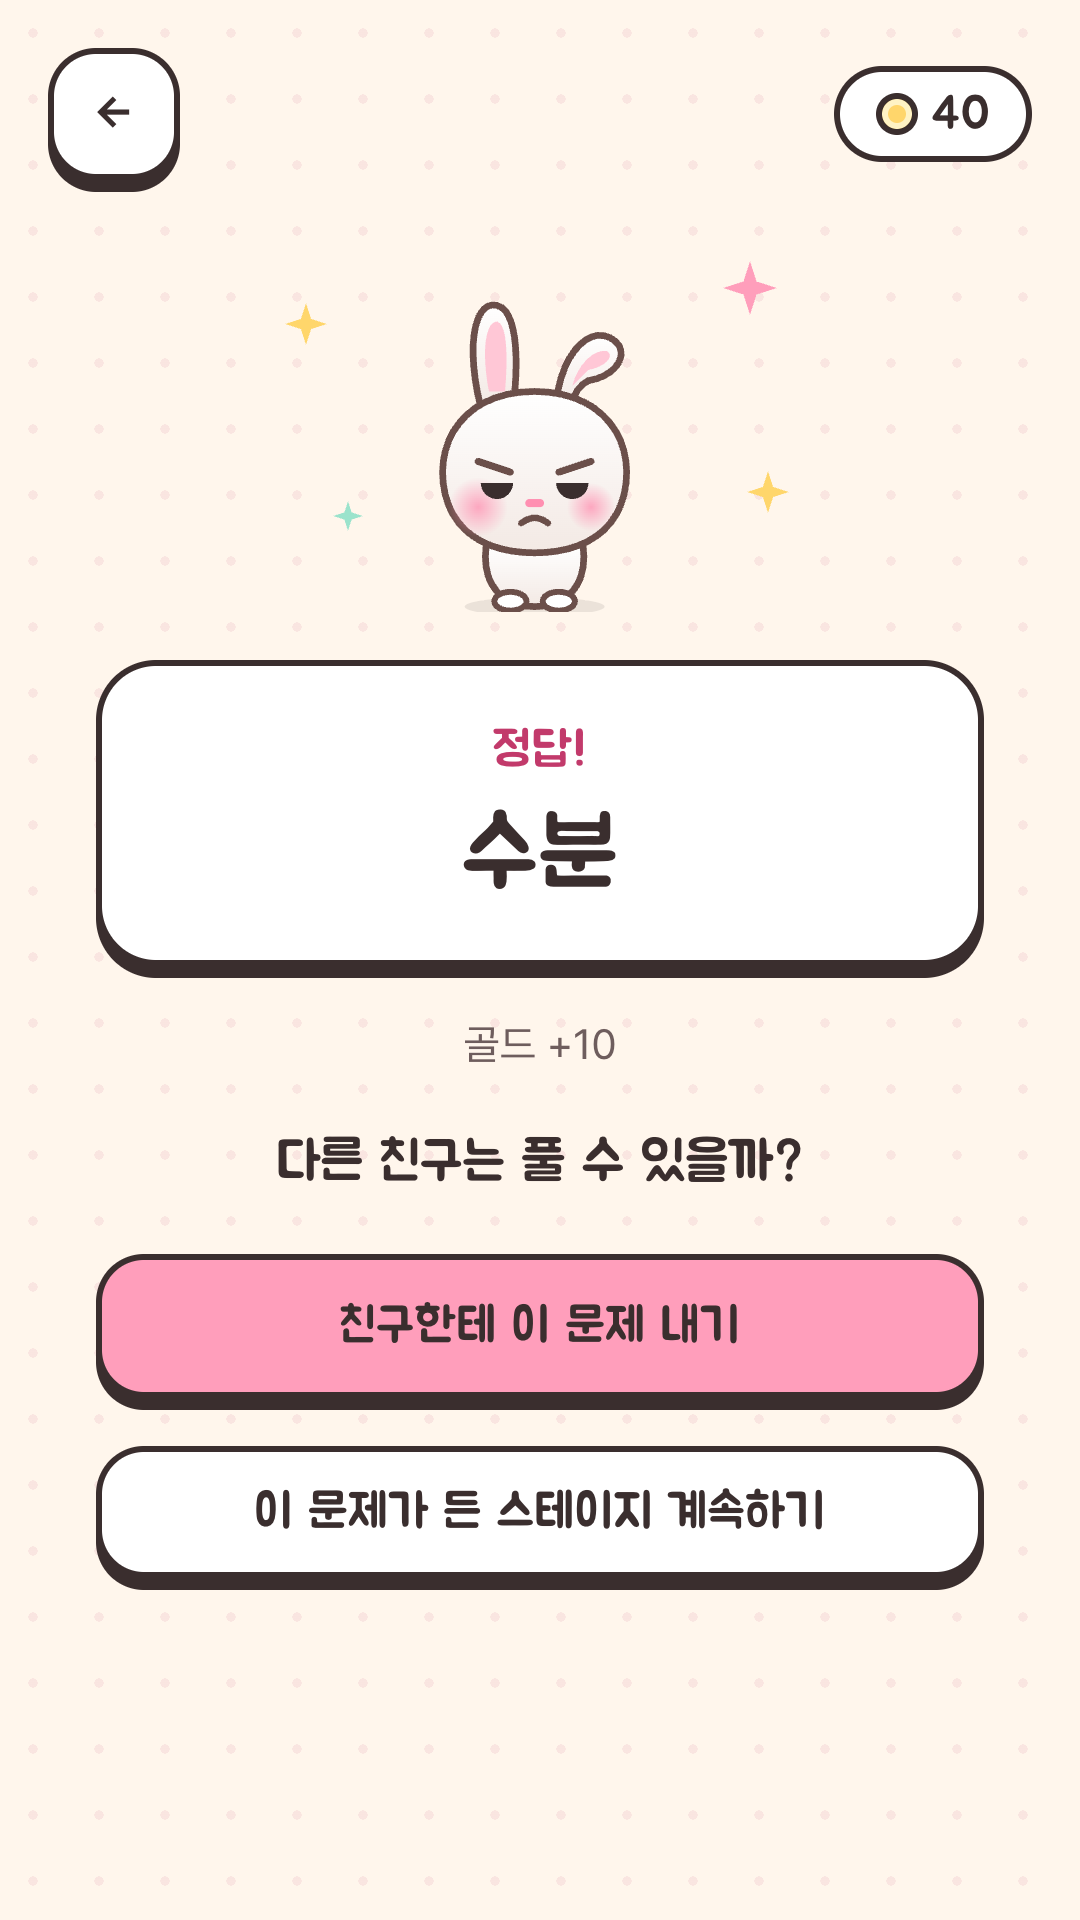 40
정답!
수분
골드 +10
다른 친구는 풀 수 있을까?
친구한테 이 문제 내기
이 문제가 든 스테이지 계속하기